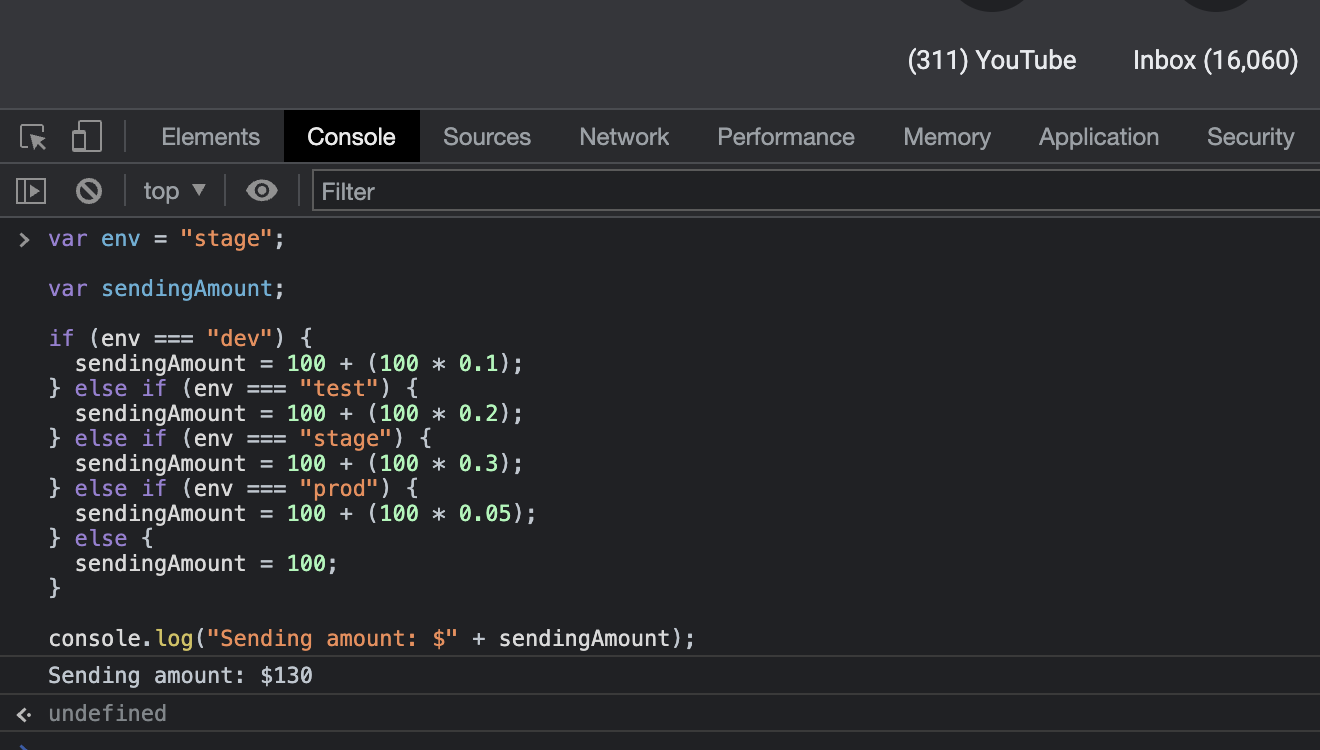 (311) YouTube Inbox (16,060)
Elements Console Sources Network Performance Memory Application Security
top ▼ Filter
> var env = "stage";
var sendingAmount;
if (env === "dev") {
  sendingAmount = 100 + (100 * 0.1);
} else if (env === "test") {
  sendingAmount = 100 + (100 * 0.2);
} else if (env === "stage") {
  sendingAmount = 100 + (100 * 0.3);
} else if (env === "prod") {
  sendingAmount = 100 + (100 * 0.05);
} else {
  sendingAmount = 100;
}
console.log("Sending amount: $" + sendingAmount);
Sending amount: $130
undefined